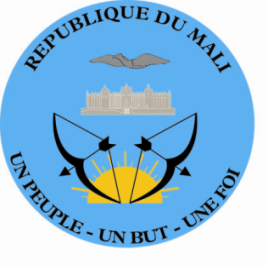 REPUBLIQUE DU MALI
UN PEUPLE - UN BUT - UNE FOI